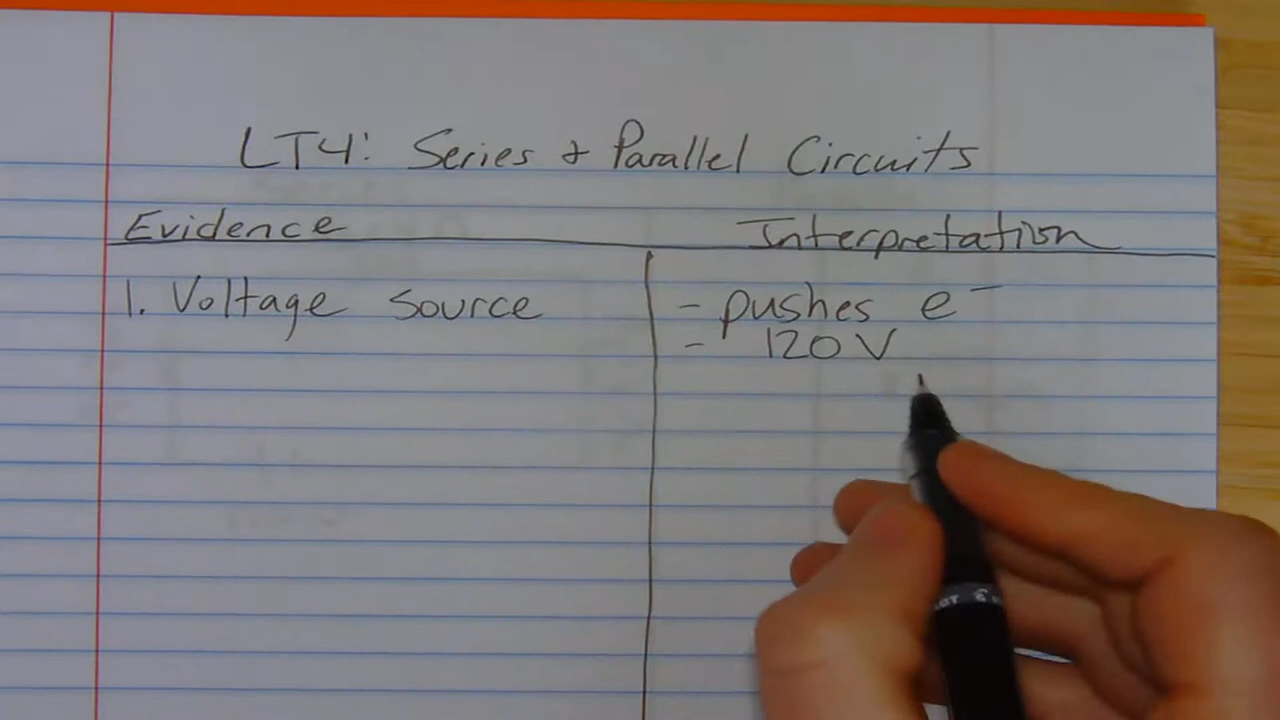 LT4: Series & Parallel Circuits
Evidence
Interpretation
1. Voltage source
- pushes e⁻
- 120 V